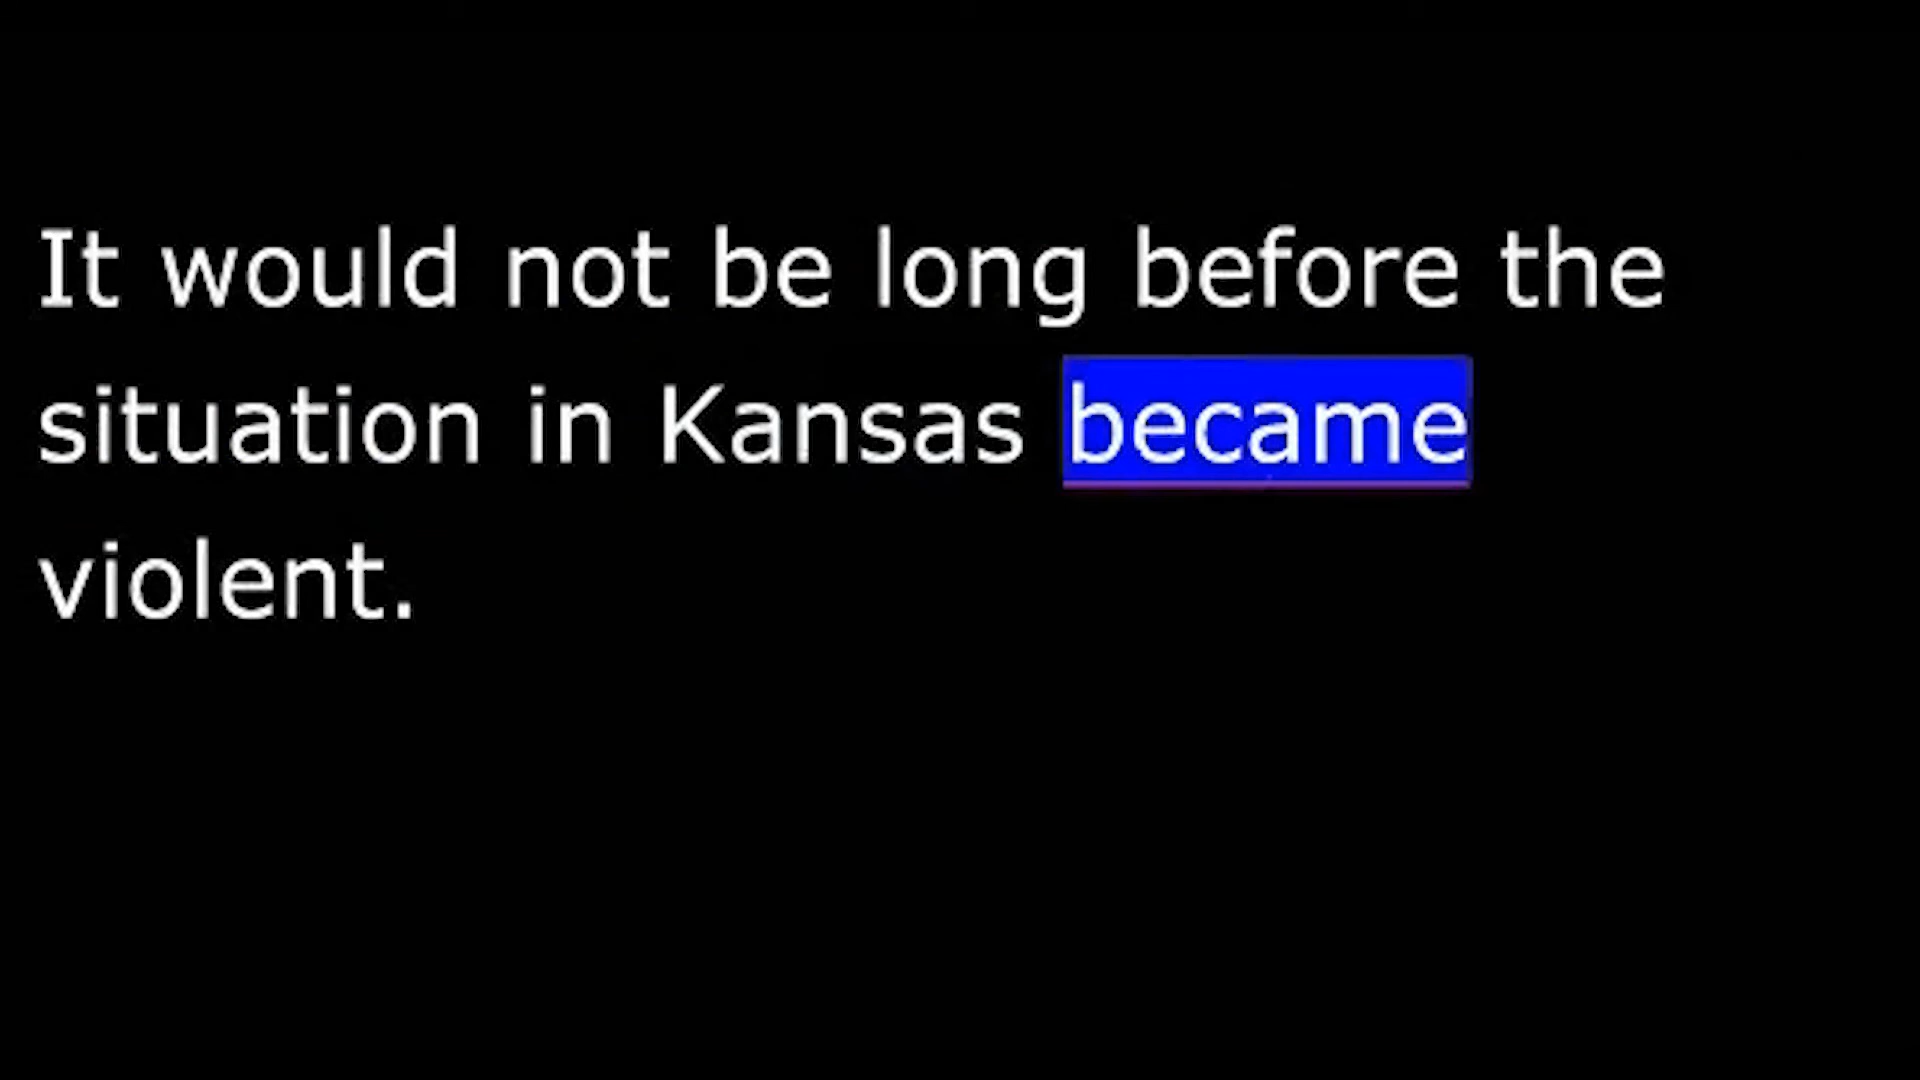 It would not be long before the
situation in Kansas became
violent.